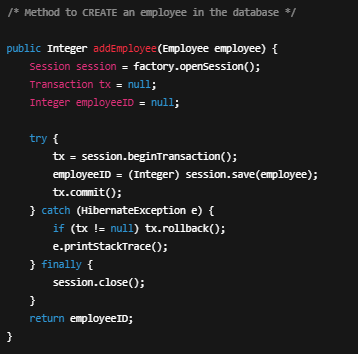 /* Method to CREATE an employee in the database */

public Integer addEmployee(Employee employee) {
    Session session = factory.openSession();
    Transaction tx = null;
    Integer employeeID = null;

    try {
        tx = session.beginTransaction();
        employeeID = (Integer) session.save(employee);
        tx.commit();
    } catch (HibernateException e) {
        if (tx != null) tx.rollback();
        e.printStackTrace();
    } finally {
        session.close();
    }
    return employeeID;
}